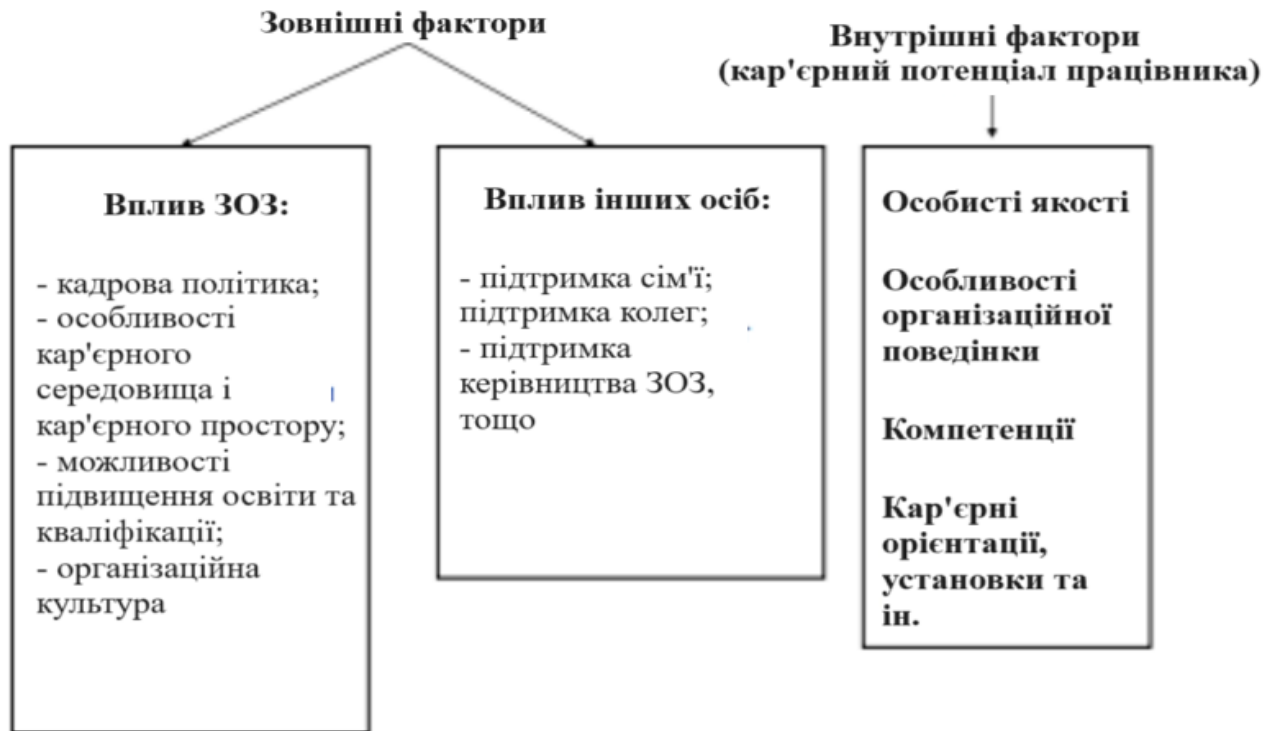 Зовнішні фактори
Внутрішні фактори
(кар'єрний потенціал працівника)
Вплив ЗОЗ:
- кадрова політика;
- особливості
кар'єрного
середовища і
кар'єрного простору;
- можливості
підвищення освіти та
кваліфікації;
- організаційна
культура
Вплив інших осіб:
- підтримка сім'ї;
підтримка колег;
- підтримка
керівництва ЗОЗ,
тощо
Особисті якості
Особливості
організаційної
поведінки
Компетенції
Кар'єрні
орієнтації,
установки та
ін.